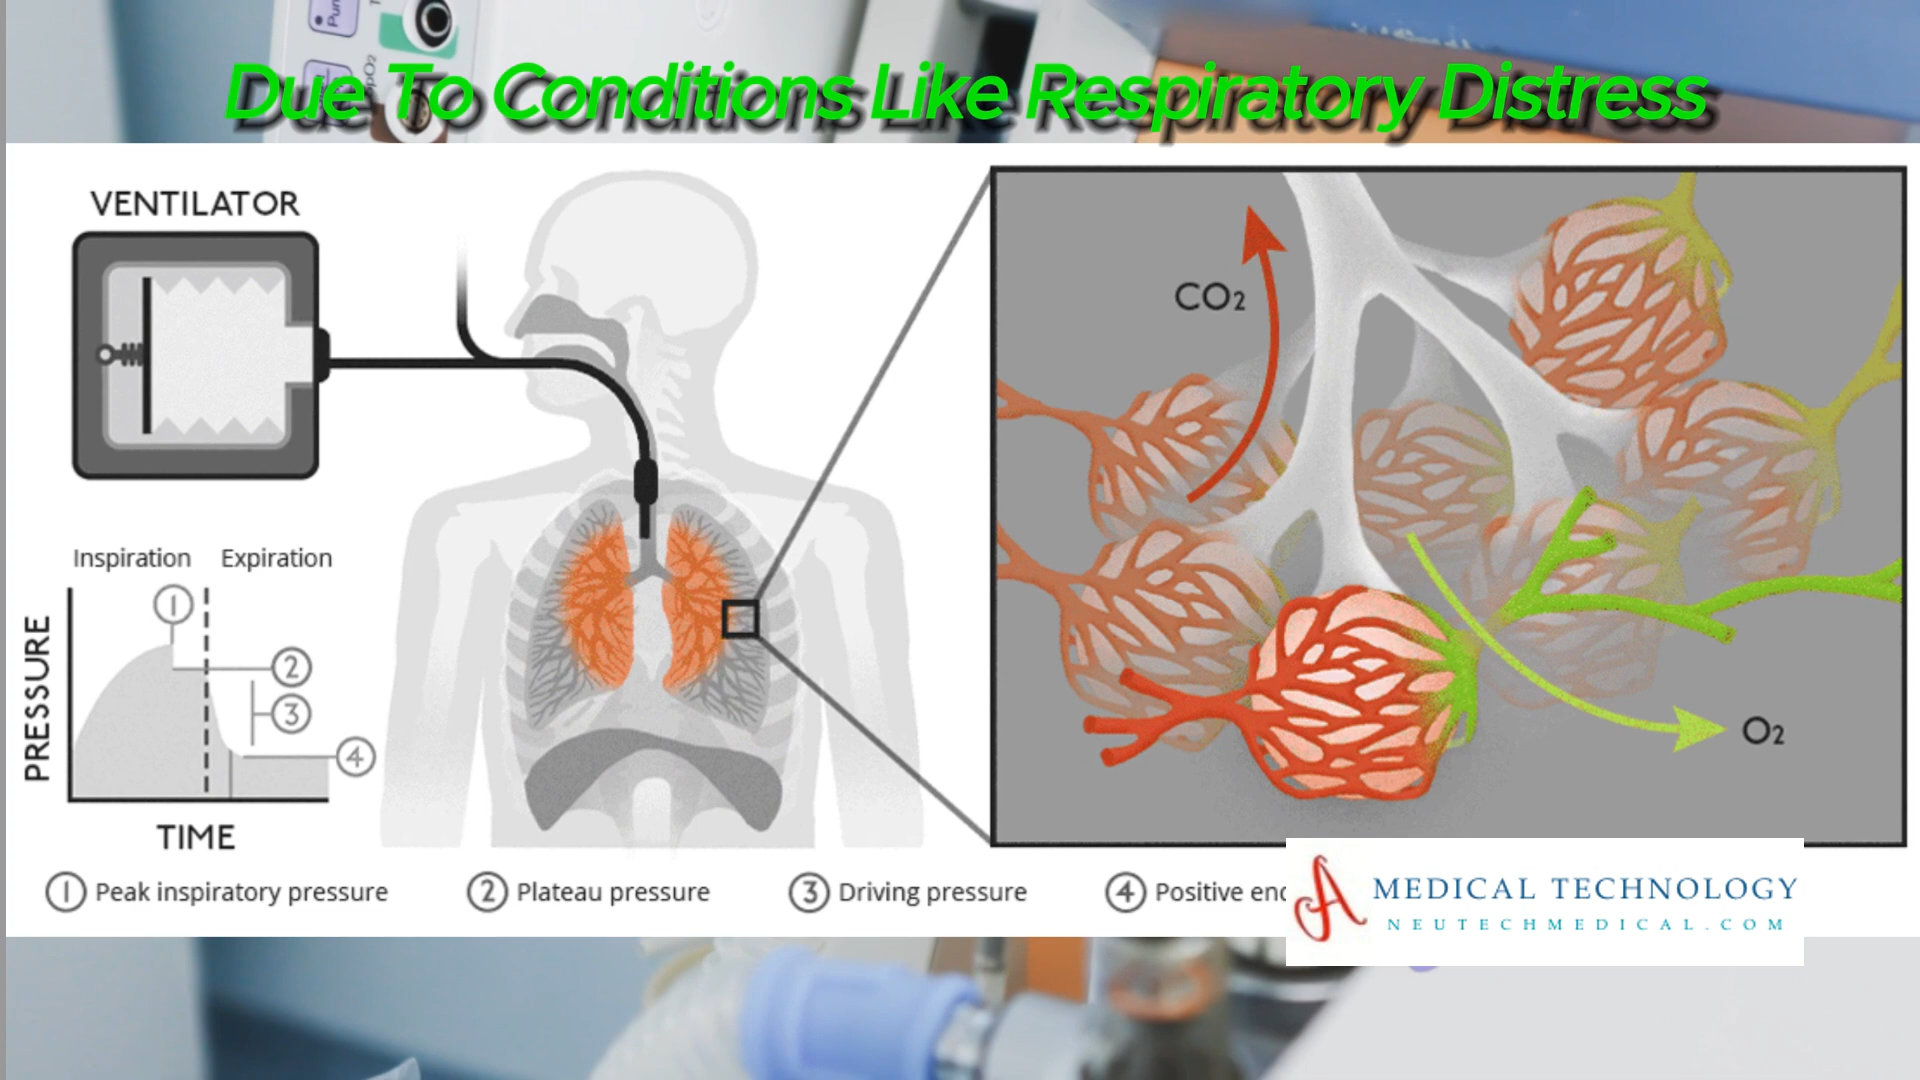 Due To Conditions Like Respiratory Distress
VENTILATOR
CO2
Inspiration Expiration
1
2
3
4
PRESSURE
TIME
O2
1 Peak inspiratory pressure 2 Plateau pressure 3 Driving pressure 4 Positive
A MEDICAL TECHNOLOGY
NEUTECHMEDICAL.COM